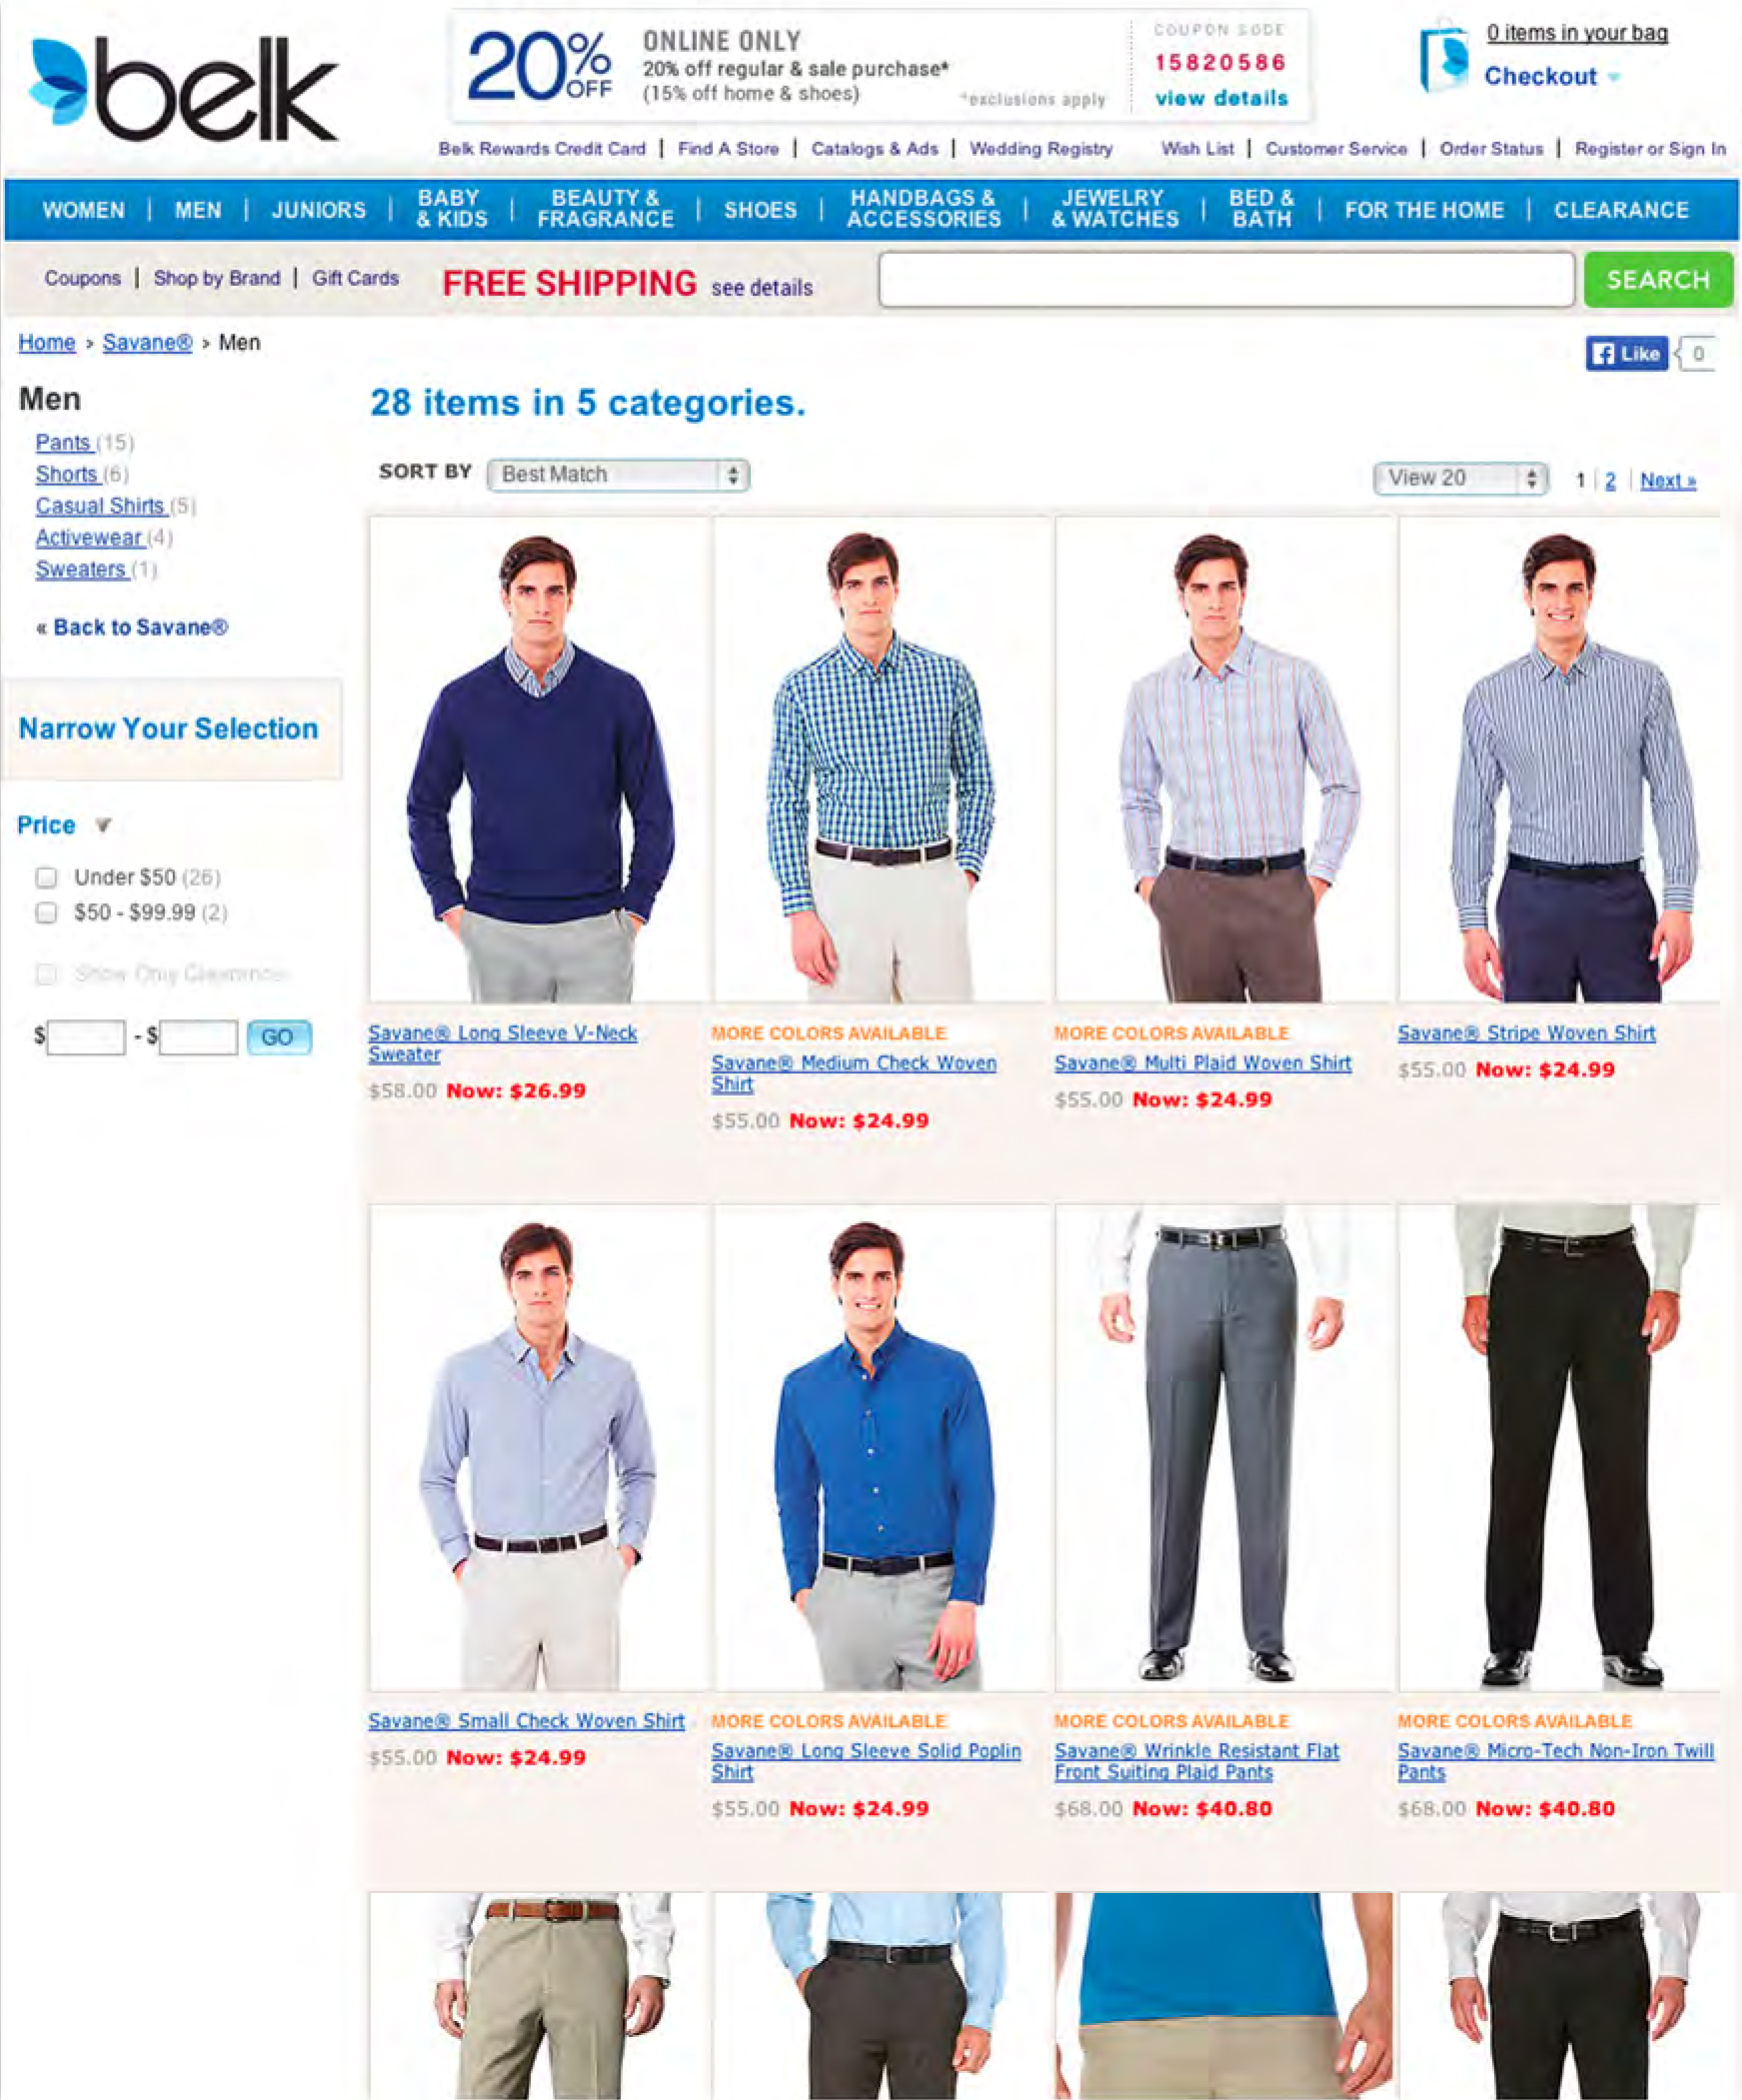 belk
20% OFF
ONLINE ONLY
20% off regular & sale purchase*
(15% off home & shoes)
*exclusions apply
COUPON CODE
15820586
view details
0 items in your bag
Checkout
Belk Rewards Credit Card | Find A Store | Catalogs & Ads | Wedding Registry
Wish List | Customer Service | Order Status | Register or Sign In
WOMEN | MEN | JUNIORS | BABY & KIDS | BEAUTY & FRAGRANCE | SHOES | HANDBAGS & ACCESSORIES | JEWELRY & WATCHES | BED & BATH | FOR THE HOME | CLEARANCE
Coupons | Shop by Brand | Gift Cards
FREE SHIPPING see details
SEARCH
Home > Savane® > Men
Like 0
Men
Pants (15)
Shorts (6)
Casual Shirts (5)
Activewear (4)
Sweaters (1)
« Back to Savane®
Narrow Your Selection
Price
Under $50 (26)
$50 - $99.99 (2)
Show Only Clearance
$ - $ GO
28 items in 5 categories.
SORT BY Best Match
View 20 1 | 2 | Next »
Savane® Long Sleeve V-Neck
Sweater
$58.00 Now: $26.99
MORE COLORS AVAILABLE
Savane® Medium Check Woven
Shirt
$55.00 Now: $24.99
MORE COLORS AVAILABLE
Savane® Multi Plaid Woven Shirt
$55.00 Now: $24.99
Savane® Stripe Woven Shirt
$55.00 Now: $24.99
Savane® Small Check Woven Shirt
$55.00 Now: $24.99
MORE COLORS AVAILABLE
Savane® Long Sleeve Solid Poplin
Shirt
$55.00 Now: $24.99
MORE COLORS AVAILABLE
Savane® Wrinkle Resistant Flat
Front Suiting Plaid Pants
$68.00 Now: $40.80
MORE COLORS AVAILABLE
Savane® Micro-Tech Non-Iron Twill
Pants
$68.00 Now: $40.80